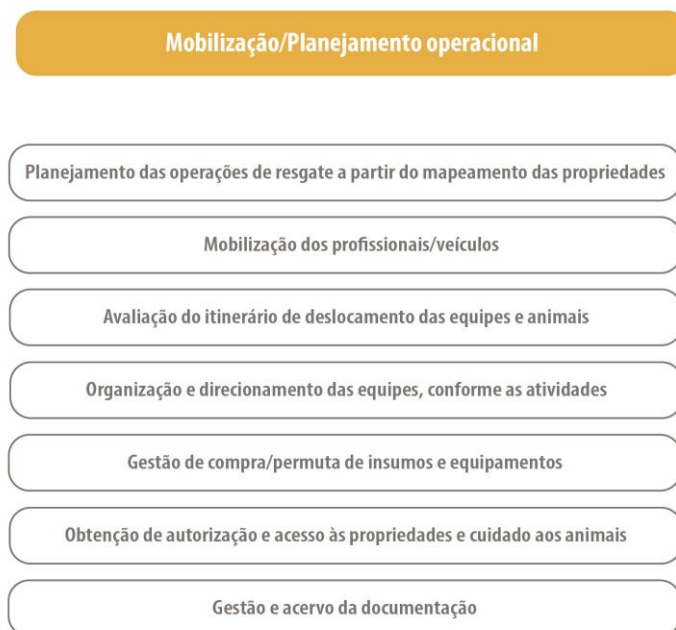 Mobilização/Planejamento operacional
Planejamento das operações de resgate a partir do mapeamento das propriedades
Mobilização dos profissionais/veículos
Avaliação do itinerário de deslocamento das equipes e animais
Organização e direcionamento das equipes, conforme as atividades
Gestão de compra/permuta de insumos e equipamentos
Obtenção de autorização e acesso às propriedades e cuidado aos animais
Gestão e acervo da documentação